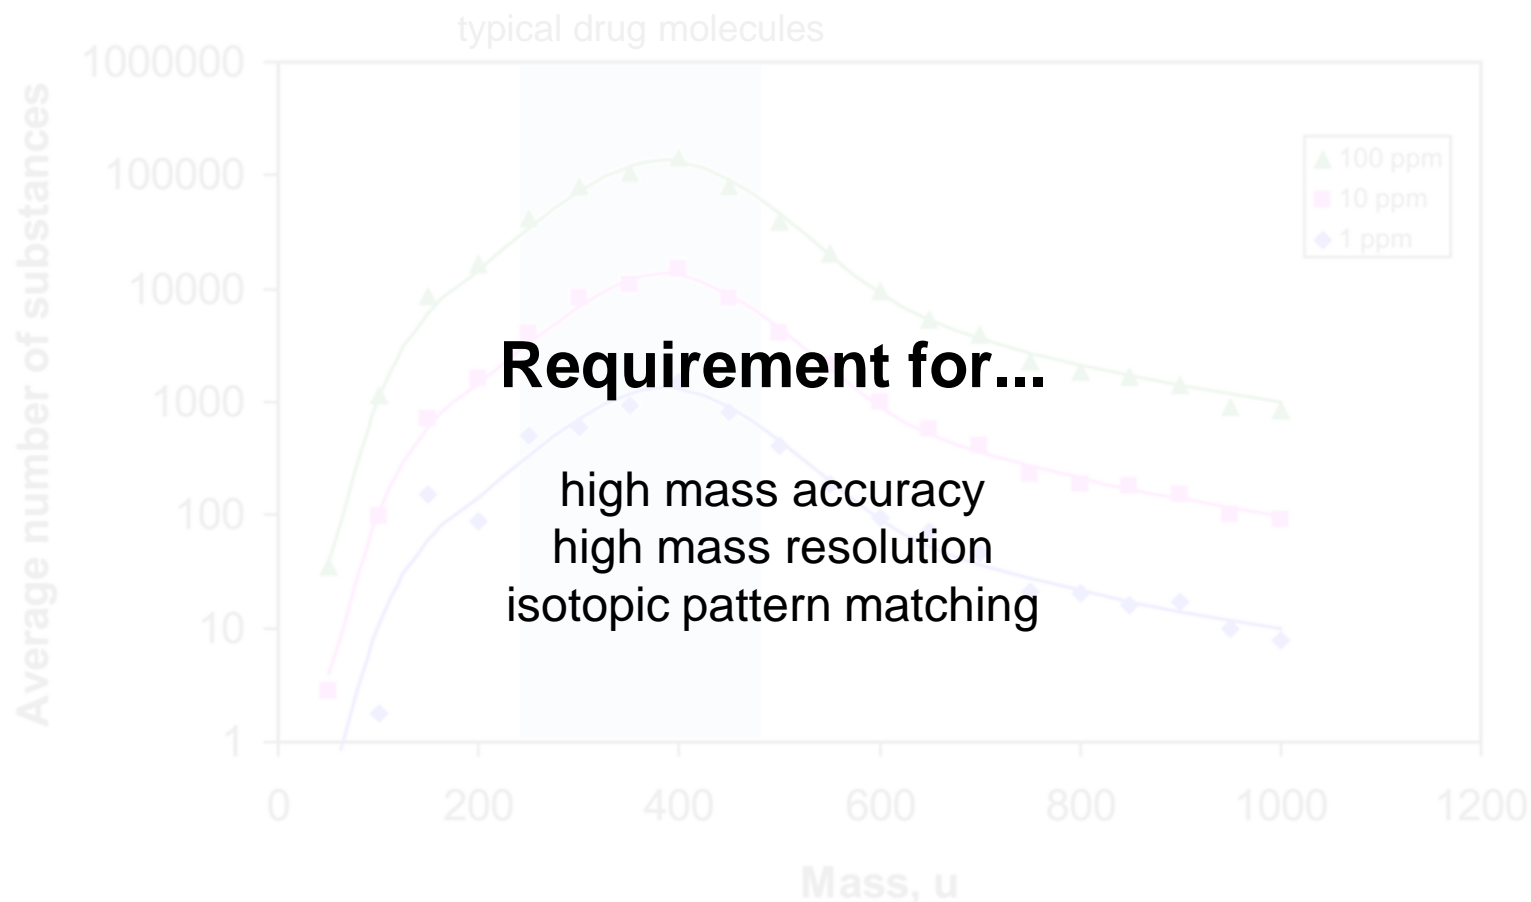 typical drug molecules
1000000
100000
10000
1000
100
10
1
Average number of substances
100 ppm
10 ppm
1 ppm
Requirement for...
high mass accuracy
high mass resolution
isotopic pattern matching
0 200 400 600 800 1000 1200
Mass, u